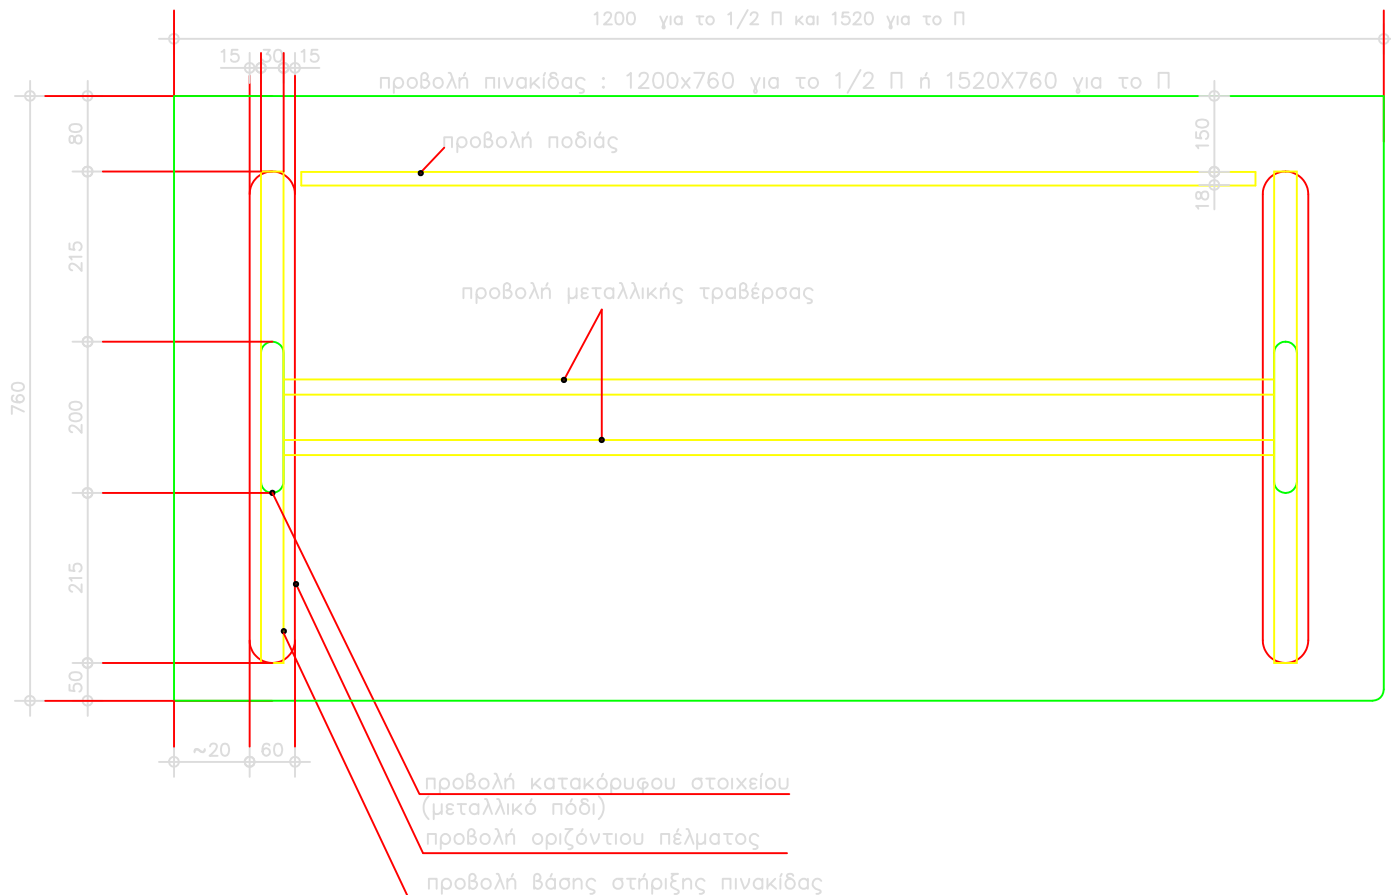 1200 για το 1/2 Π και 1520 για το Π
15 30 15
προβολή πινακίδας : 1200x760 για το 1/2 Π ή 1520X760 για το Π
80
προβολή ποδιάς
150
18
215
προβολή μεταλλικής τραβέρσας
760
200
215
50
~20 60
προβολή κατακόρυφου στοιχείου
(μεταλλικό πόδι)
προβολή οριζόντιου πέλματος
προβολή βάσης στήριξης πινακίδας